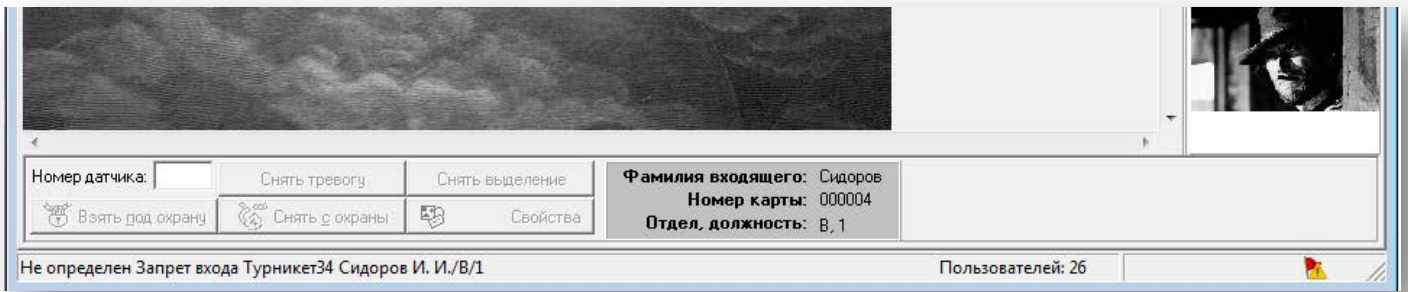 Номер датчика:
Снять тревогу
Снять выделение
Взять под охрану
Снять с охраны
Свойства
Фамилия входящего: Сидоров
Номер карты: 000004
Отдел, должность: В, 1
Не определен Запрет входа Турникет34 Сидоров И. И./В/1
Пользователей: 26